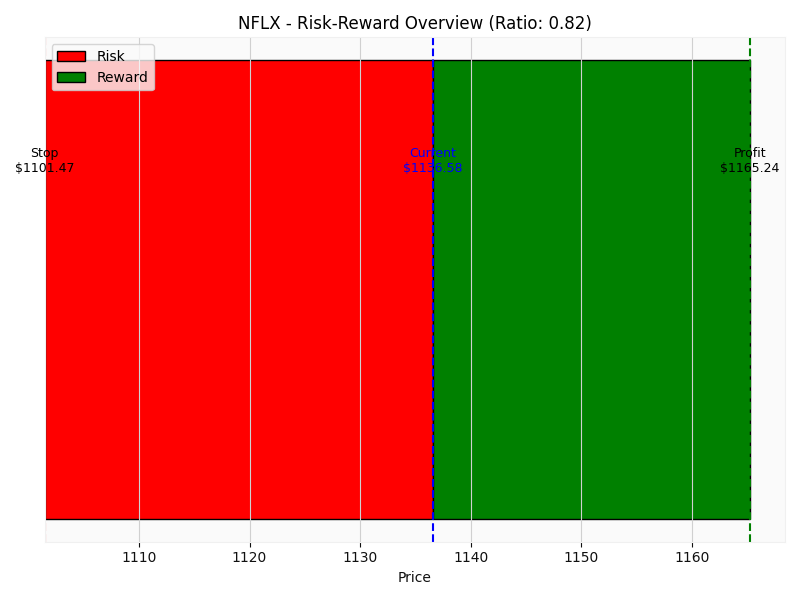 NFLX - Risk-Reward Overview (Ratio: 0.82)
Risk
Reward
Stop
$1101.47
Current
$1136.58
Profit
$1165.24
1110
1120
1130
1140
1150
1160
Price